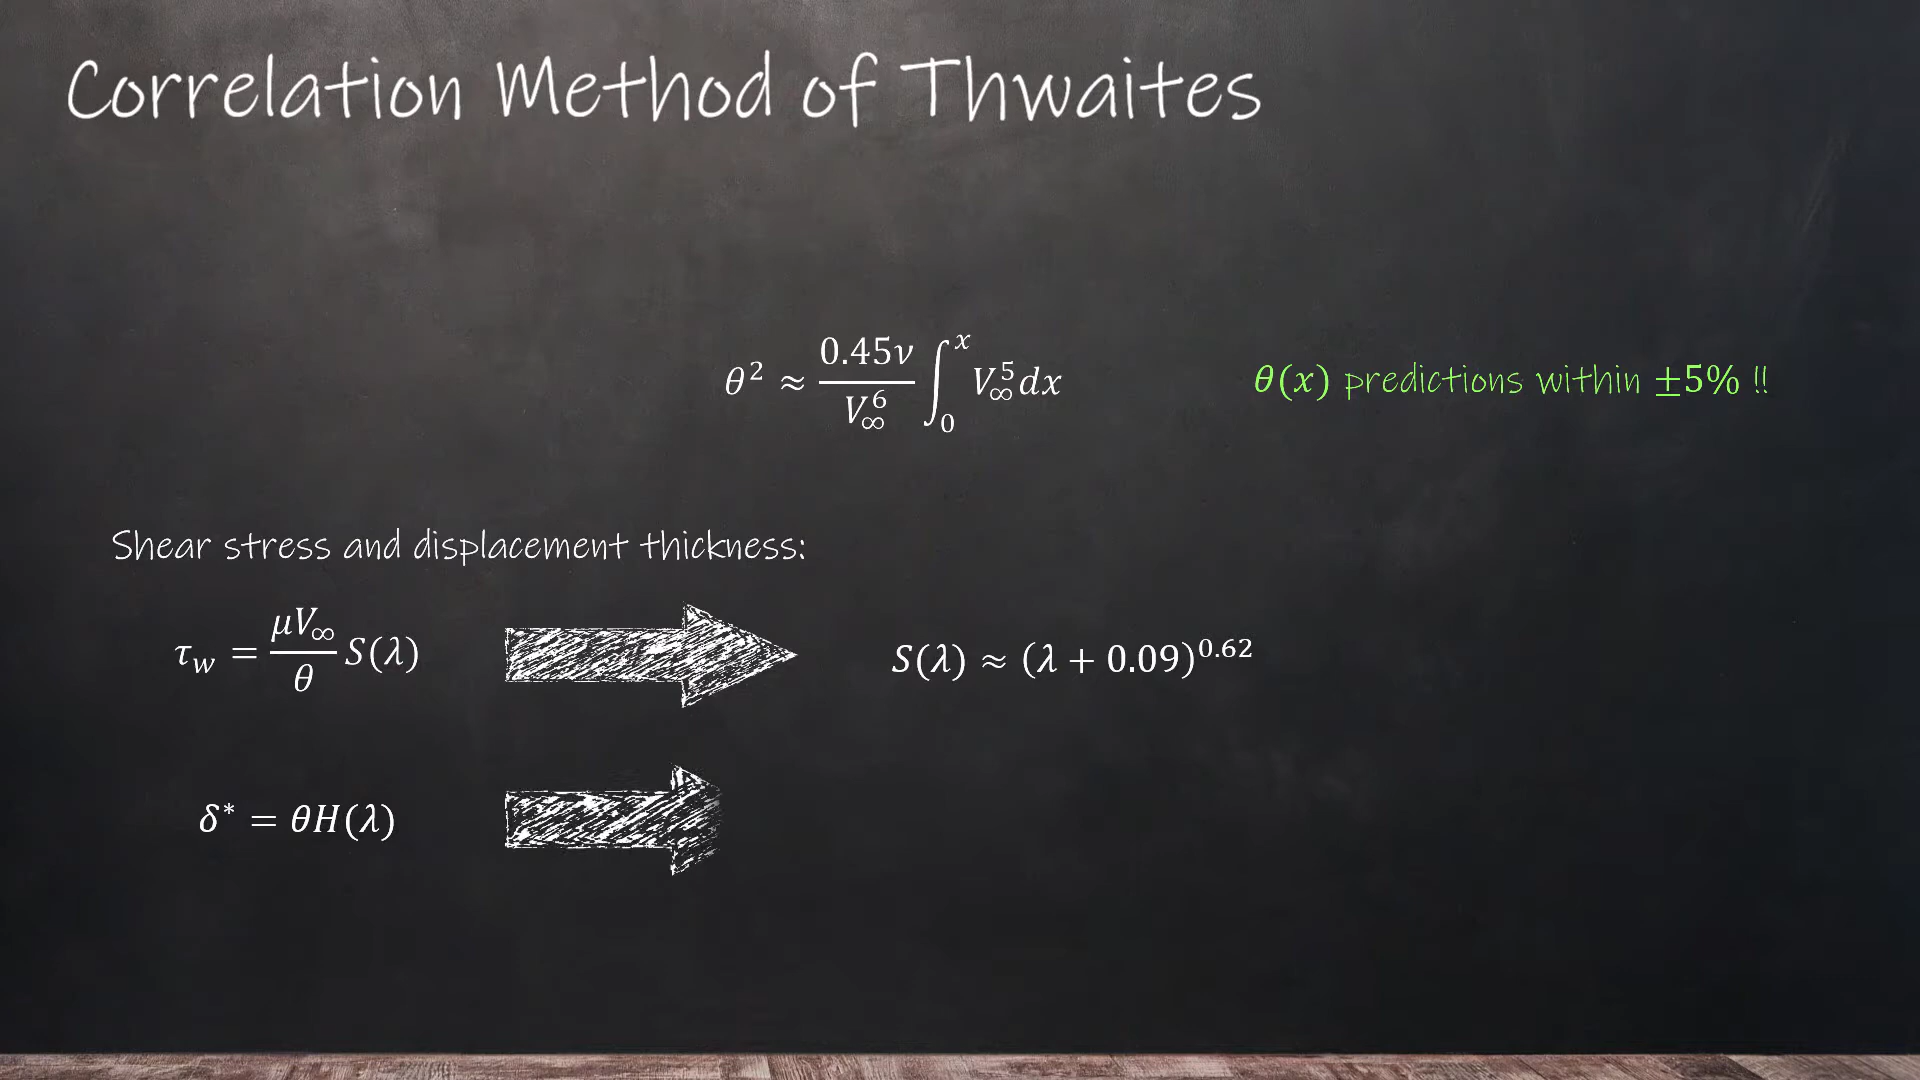 Correlation Method of Thwaites
θ² ≈ 0.45ν/V∞⁶ ∫₀ˣ V∞⁵ dx
θ(x) predictions within ±5% !!
Shear stress and displacement thickness:
τw = μV∞/θ S(λ)
S(λ) ≈ (λ + 0.09)^0.62
δ* = θH(λ)